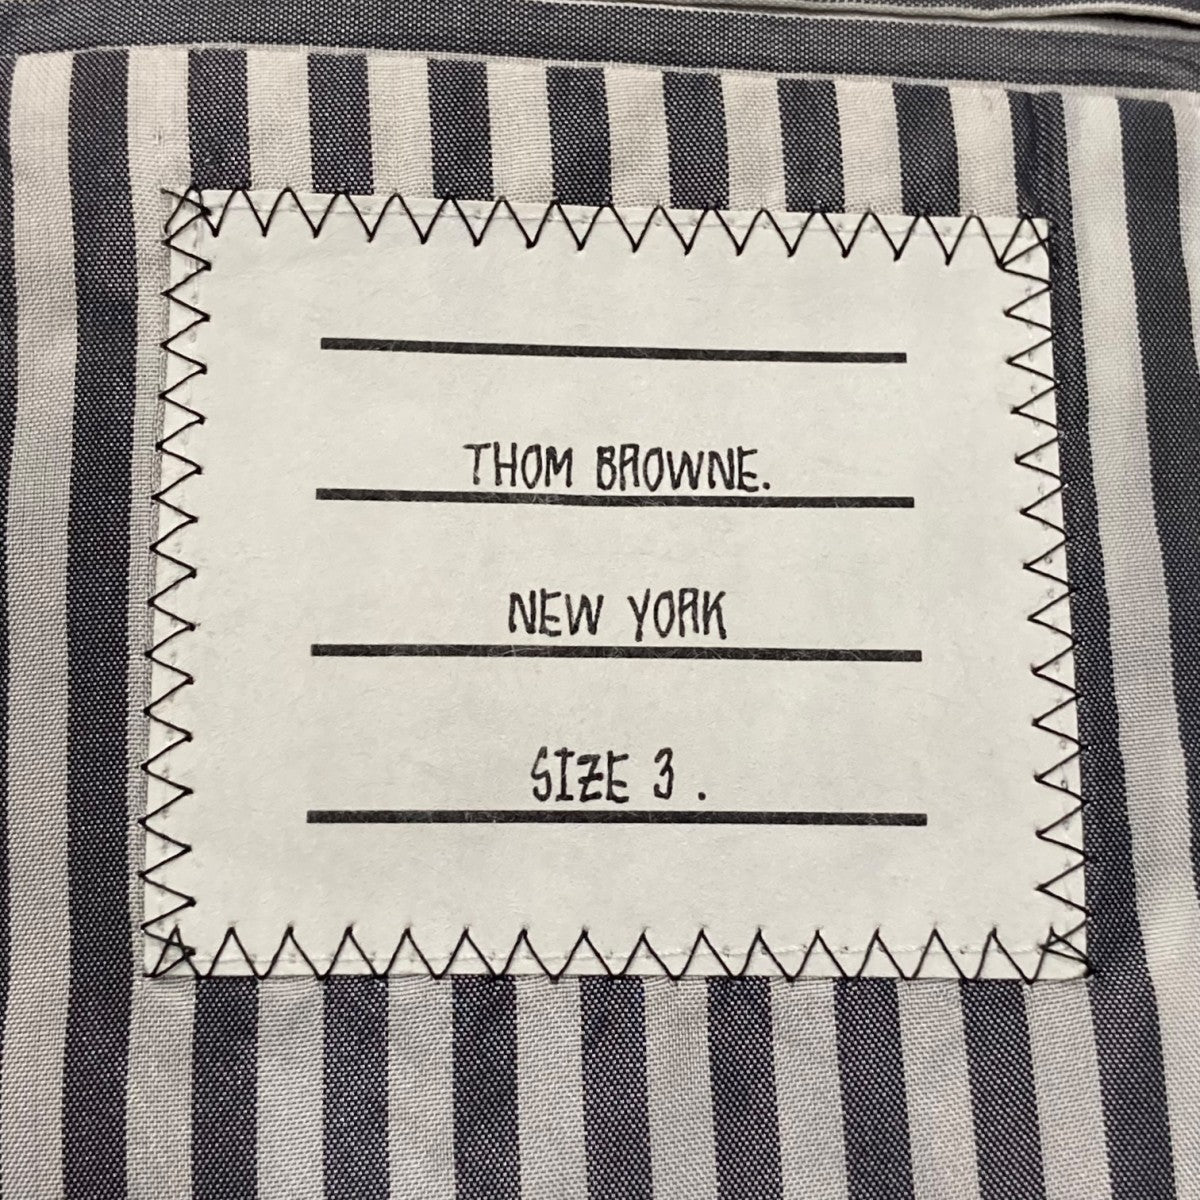 THOM BROWNE.
NEW YORK
SIZE 3 .